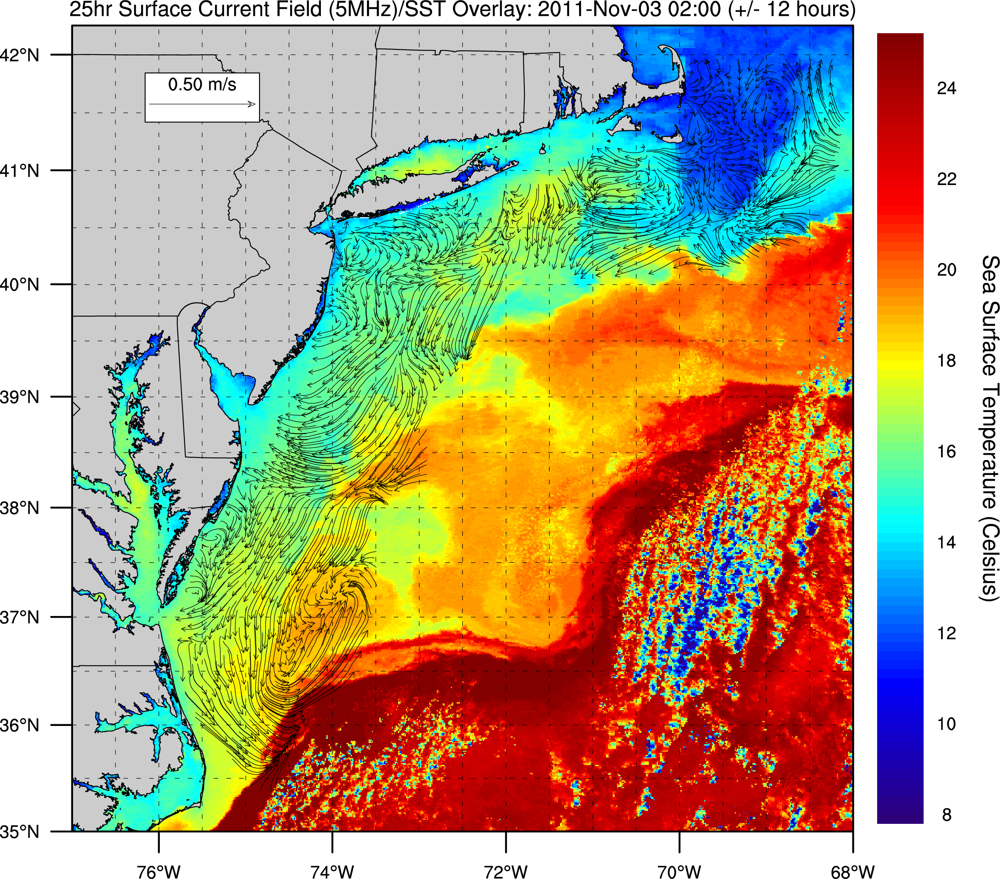 25hr Surface Current Field (5MHz)/SST Overlay: 2011-Nov-03 02:00 (+/- 12 hours)
0.50 m/s
42°N
41°N
40°N
39°N
38°N
37°N
36°N
35°N
76°W
74°W
72°W
70°W
68°W
24
22
20
18
16
14
12
10
8
Sea Surface Temperature (Celsius)